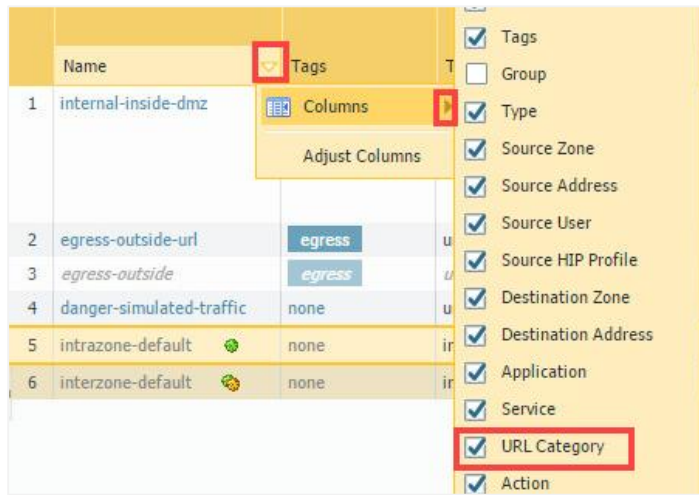 Name
Tags
T
1 internal-inside-dmz
2 egress-outside-url egress u
3 egress-outside egress u
4 danger-simulated-traffic none u
5 intrazone-default none in
6 interzone-default none in
Columns
Adjust Columns
Tags
Group
Type
Source Zone
Source Address
Source User
Source HIP Profile
Destination Zone
Destination Address
Application
Service
URL Category
Action